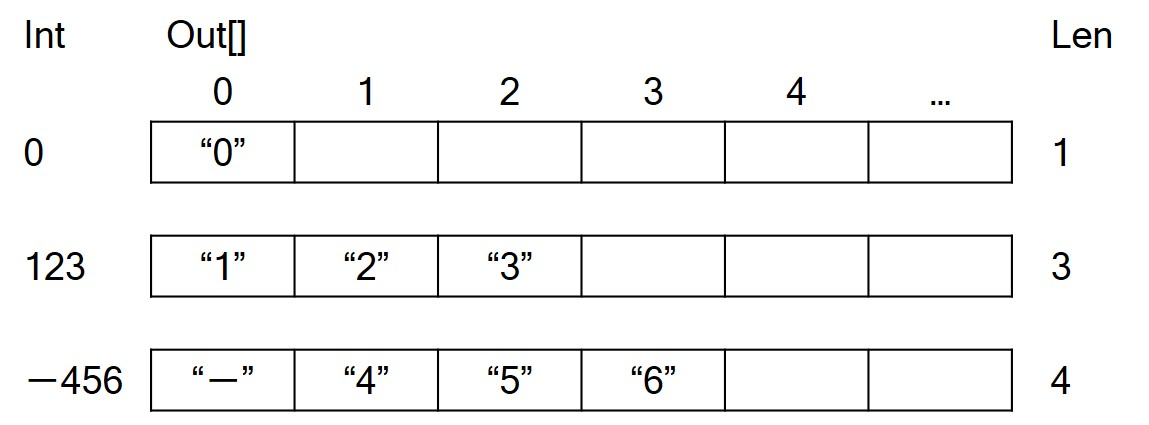 Int Out[] Len
0 1 2 3 4 ...
0 “0” 1
123 “1” “2” “3” 3
—456 “—” “4” “5” “6” 4